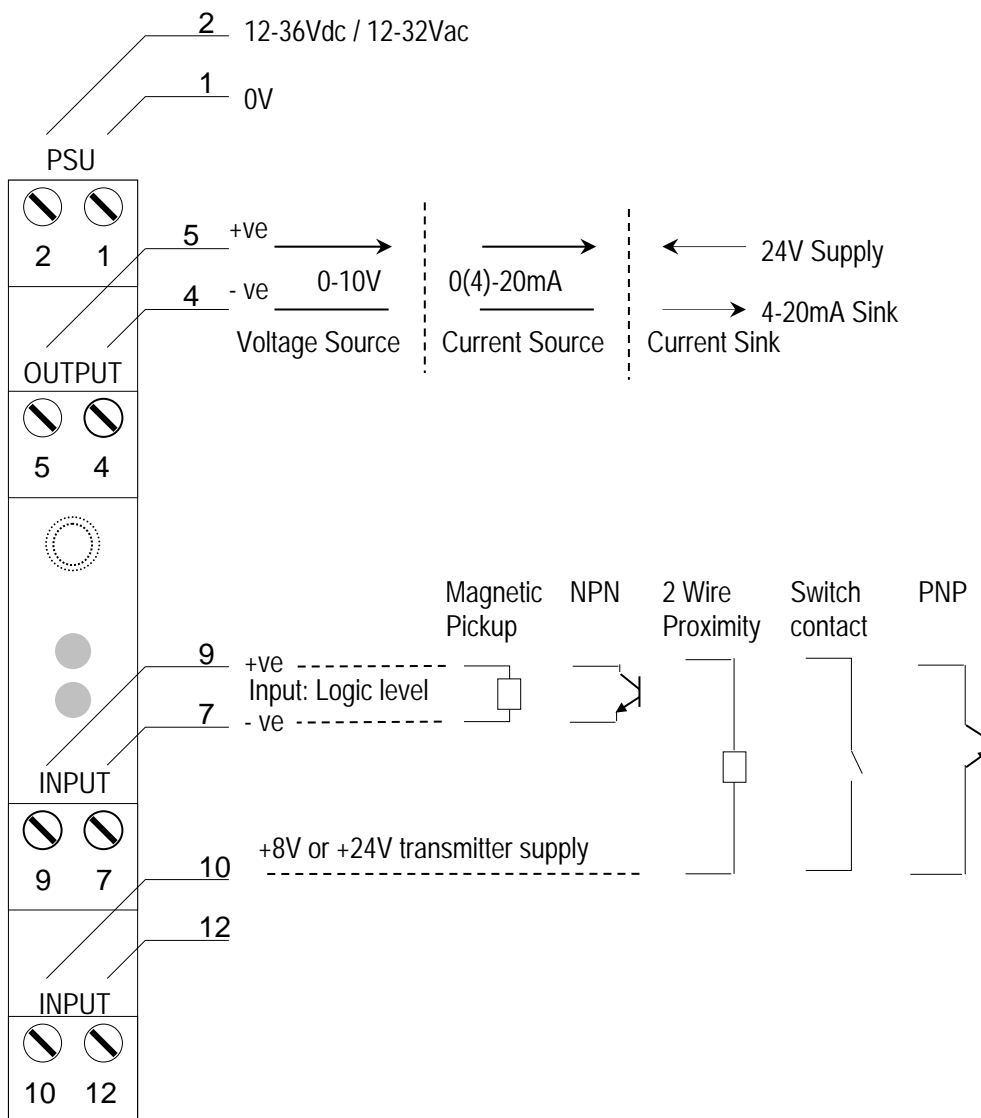 2 12-36Vdc / 12-32Vac
1 0V
PSU
2 1
5 +ve
24V Supply
0-10V 0(4)-20mA
4 - ve
4-20mA Sink
Voltage Source Current Source Current Sink
OUTPUT
5 4
Magnetic Pickup
NPN
2 Wire Proximity
Switch contact
PNP
9 +ve
Input: Logic level
7 - ve
INPUT
9 7
+8V or +24V transmitter supply
10
12
INPUT
10 12